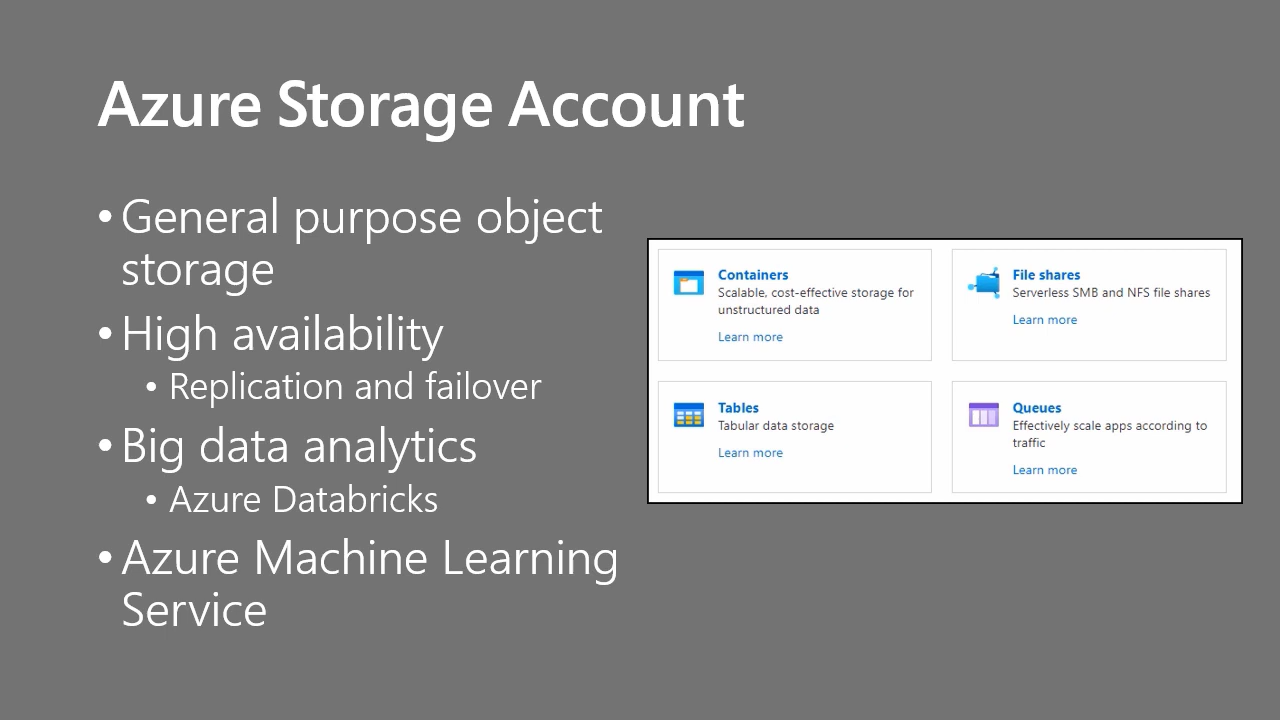 Azure Storage Account
• General purpose object
storage
• High availability
• Replication and failover
• Big data analytics
• Azure Databricks
• Azure Machine Learning
Service
Containers
Scalable, cost-effective storage for
unstructured data
Learn more
File shares
Serverless SMB and NFS file shares
Learn more
Tables
Tabular data storage
Learn more
Queues
Effectively scale apps according to
traffic
Learn more